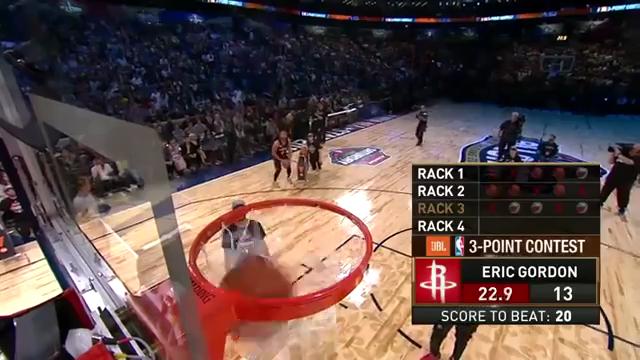 RACK 1
RACK 2
RACK 3
RACK 4
JBL 3-POINT CONTEST
ERIC GORDON
22.9 13
SCORE TO BEAT: 20
SPALDING